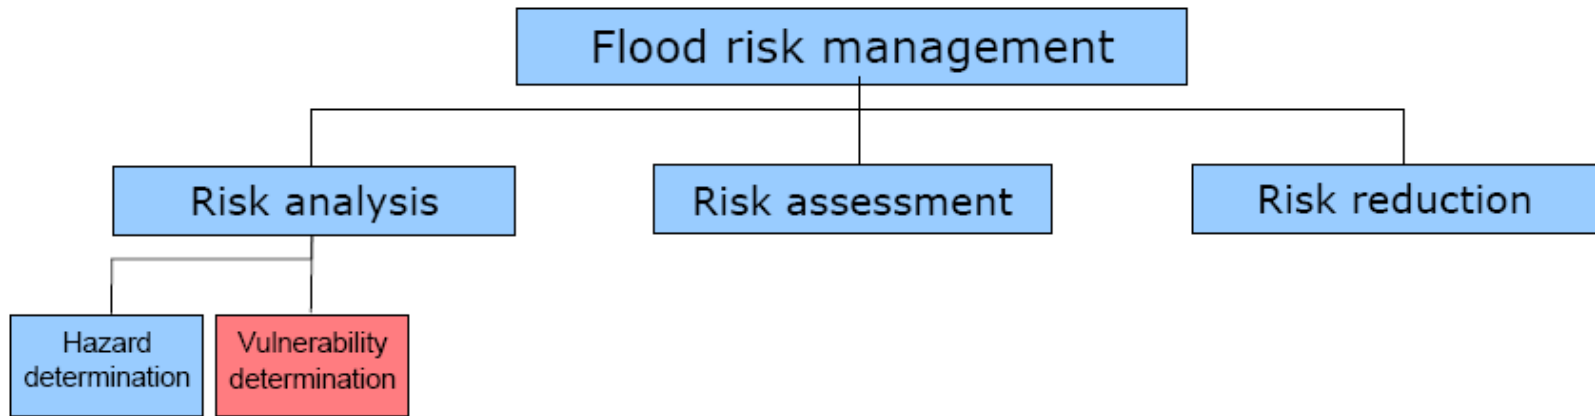 Flood risk management
Risk analysis
Risk assessment
Risk reduction
Hazard
determination
Vulnerability
determination